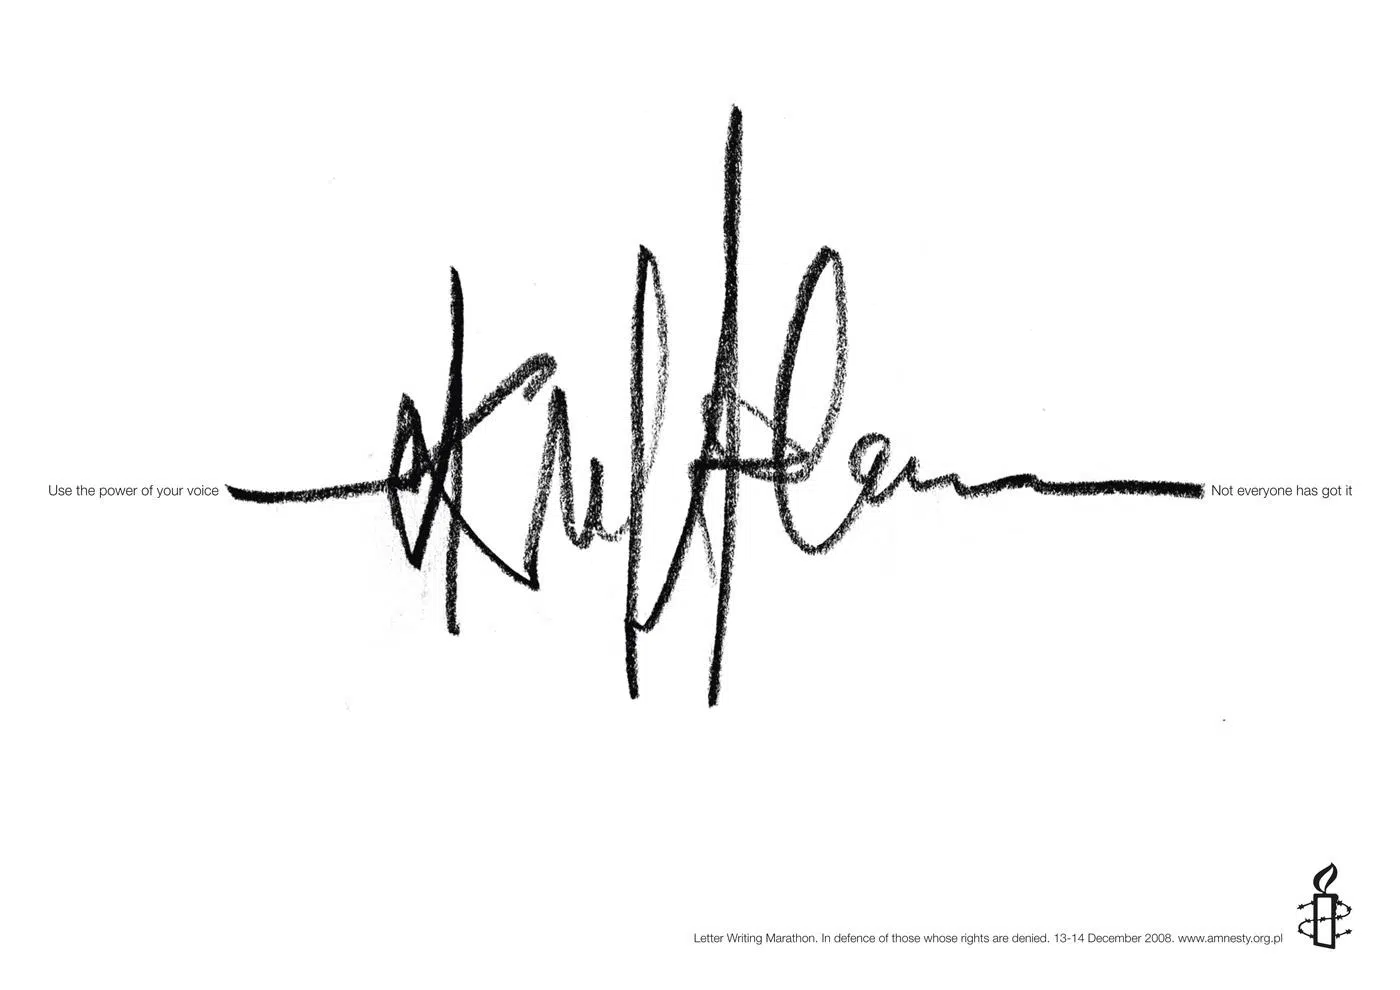 Use the power of your voice
Not everyone has got it
Letter Writing Marathon. In defence of those whose rights are denied. 13-14 December 2008. www.amnesty.org.pl